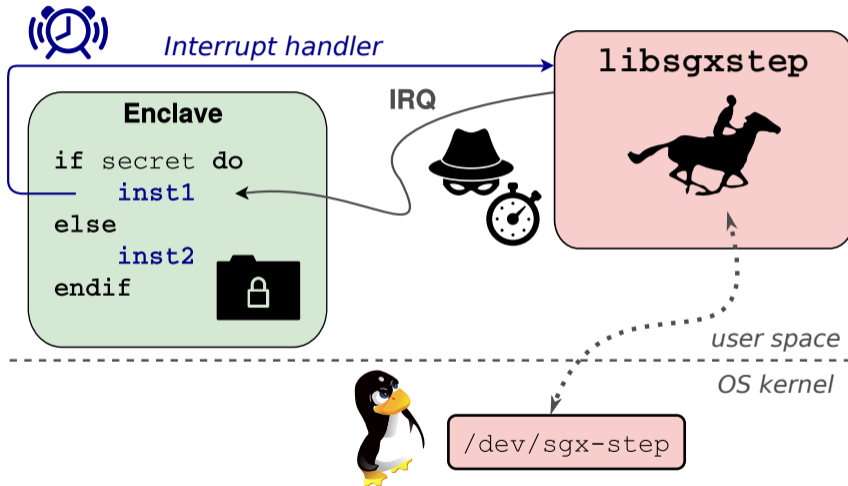 Interrupt handler
libsgxstep
IRQ
Enclave
if secret do
inst1
else
inst2
endif
user space
OS kernel
/dev/sgx-step